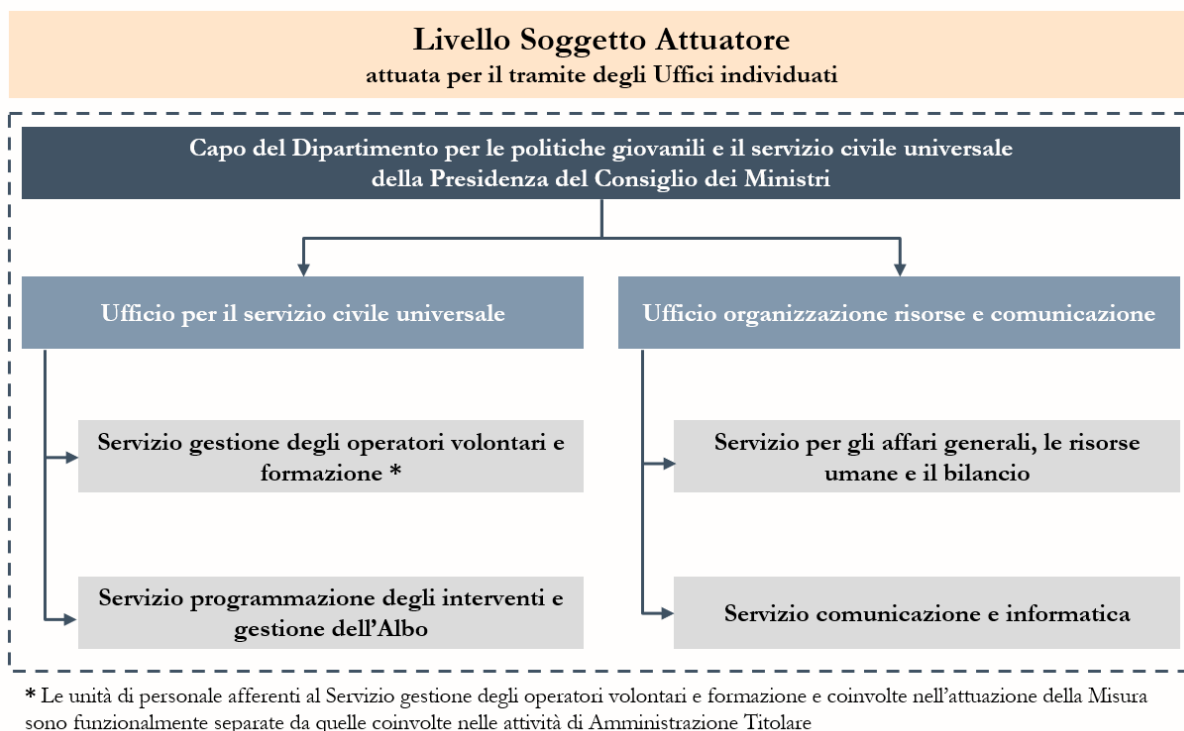 Livello Soggetto Attuatore
attuata per il tramite degli Uffici individuati
Capo del Dipartimento per le politiche giovanili e il servizio civile universale
della Presidenza del Consiglio dei Ministri
Ufficio per il servizio civile universale
Ufficio organizzazione risorse e comunicazione
Servizio gestione degli operatori volontari e
formazione *
Servizio per gli affari generali, le risorse
umane e il bilancio
Servizio programmazione degli interventi e
gestione dell’Albo
Servizio comunicazione e informatica
* Le unità di personale afferenti al Servizio gestione degli operatori volontari e formazione e coinvolte nell’attuazione della Misura
sono funzionalmente separate da quelle coinvolte nelle attività di Amministrazione Titolare